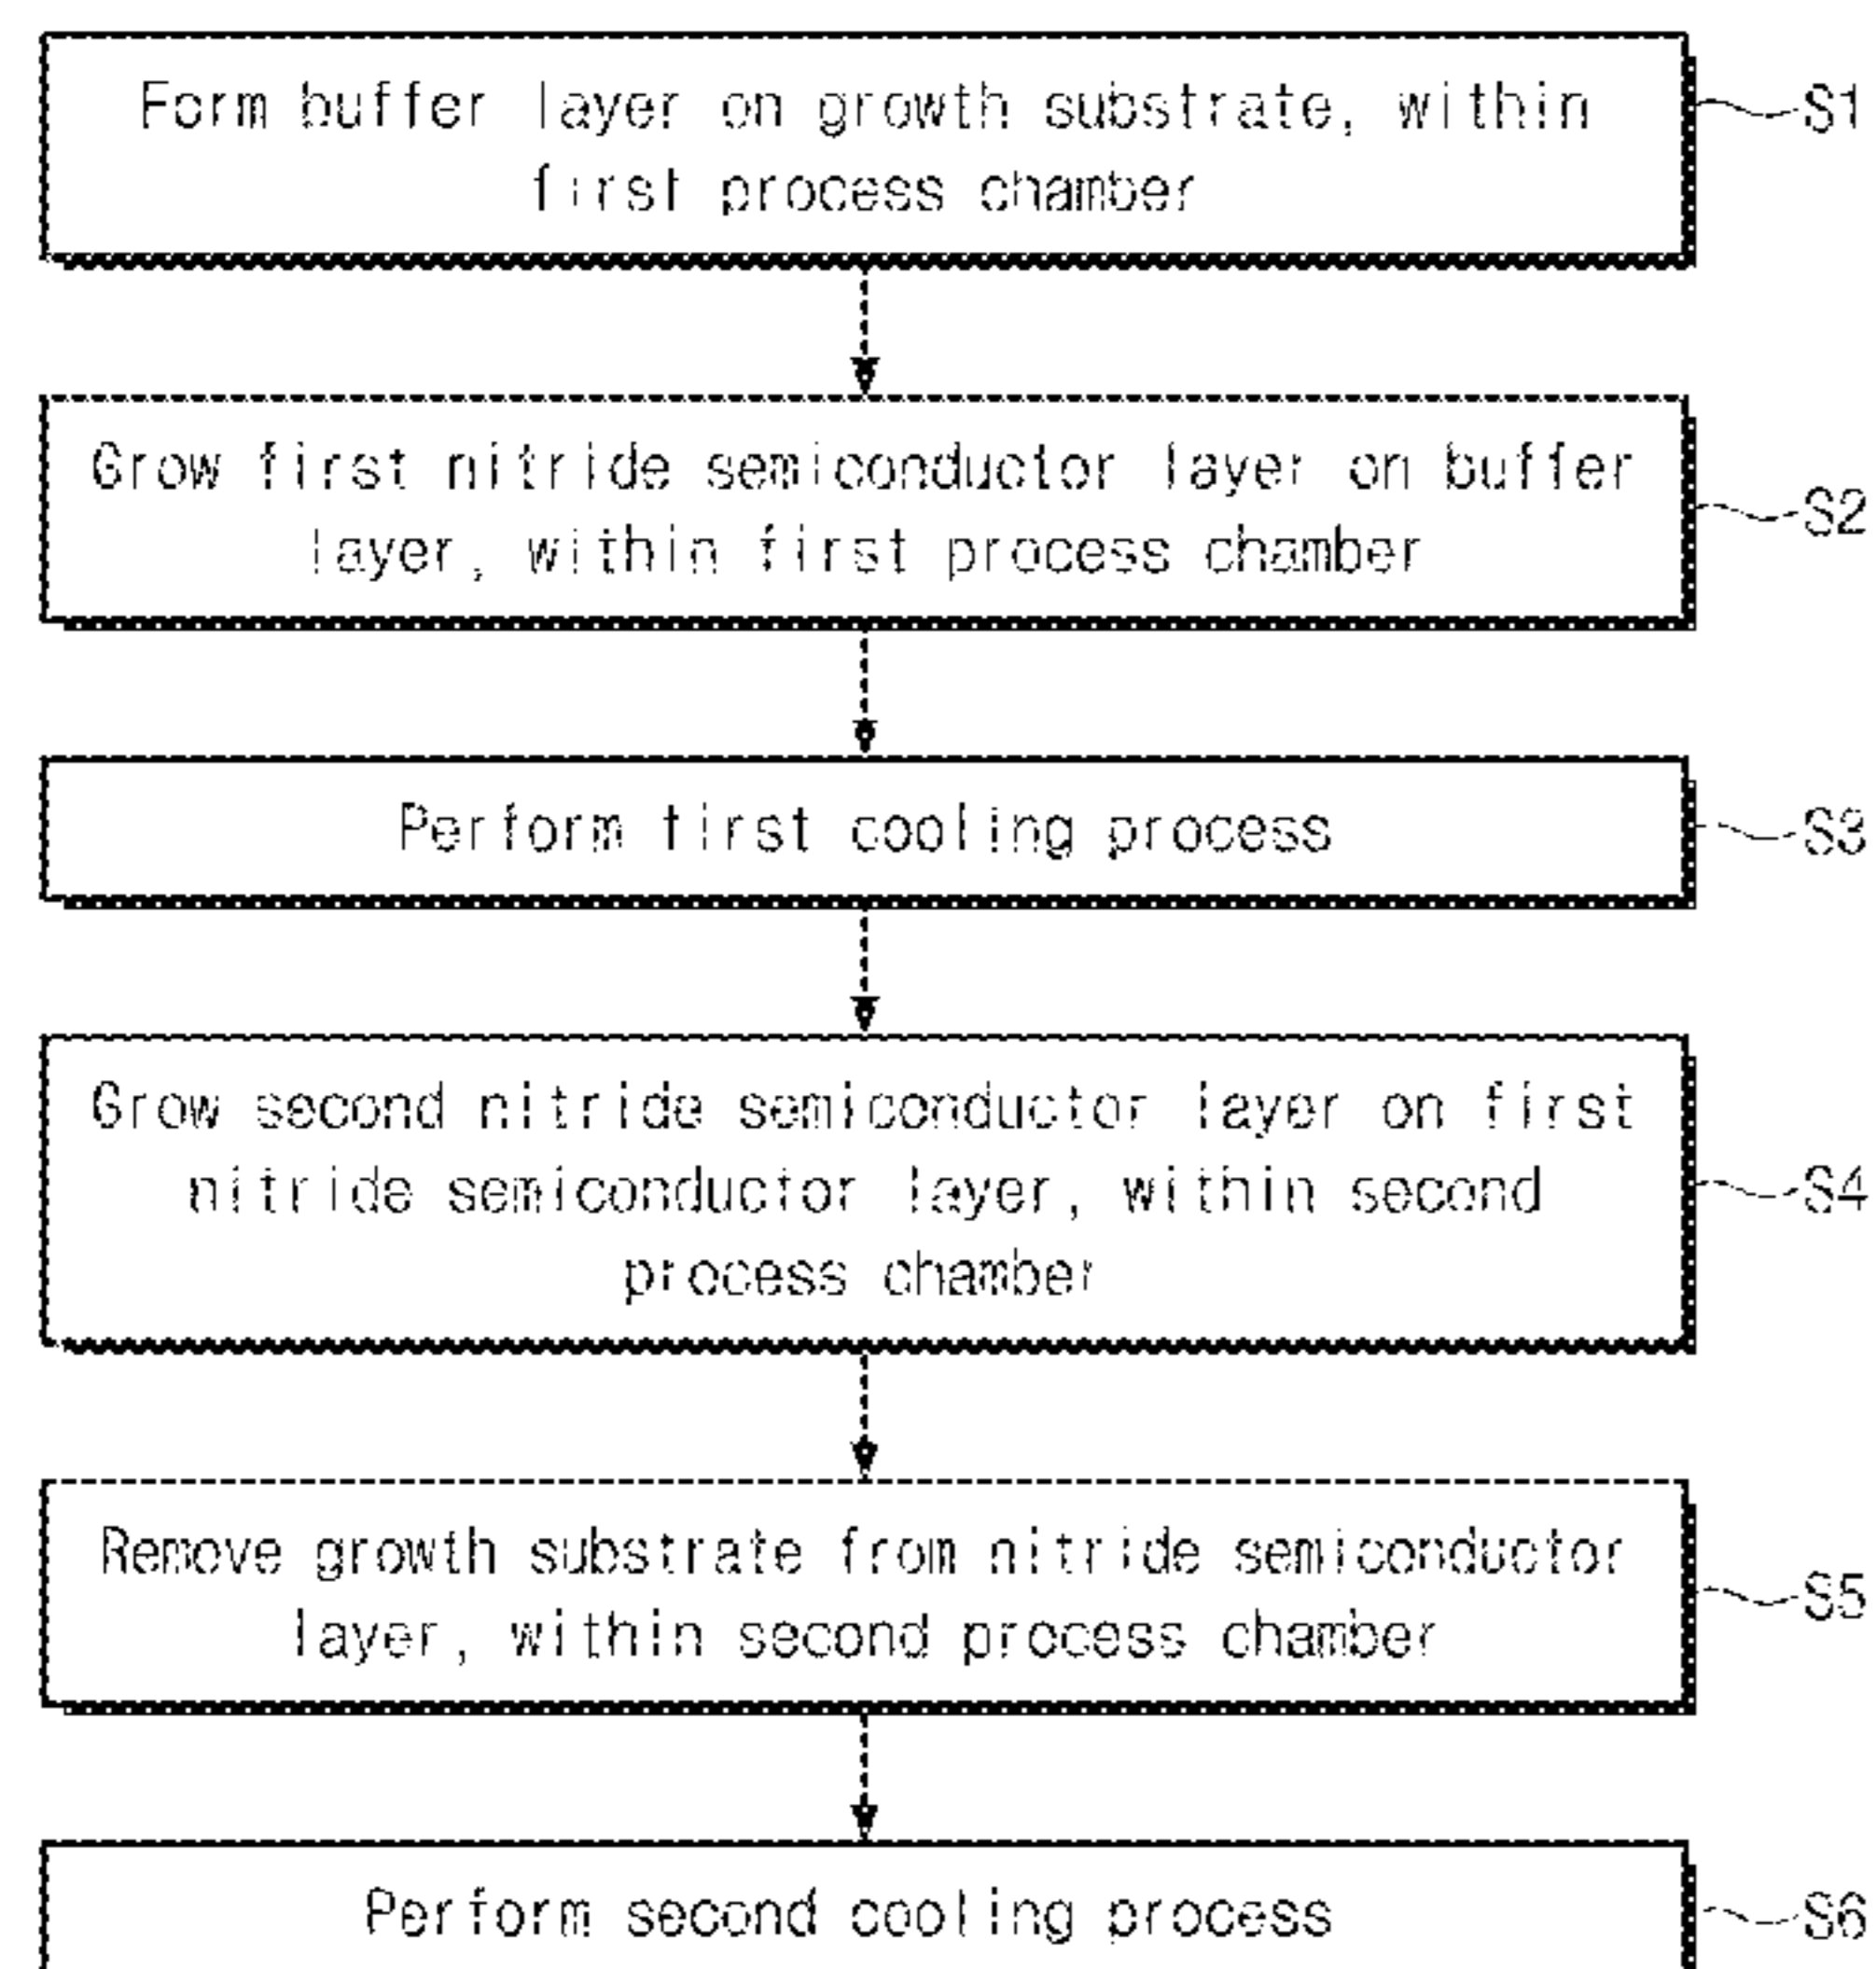 Form buffer layer on growth substrate, within
first process chamber
S1
Grow first nitride semiconductor layer on buffer
layer, within first process chamber
S2
Perform first cooling process
S3
Grow second nitride semiconductor layer on first
nitride semiconductor layer, within second
process chamber
S4
Remove growth substrate from nitride semiconductor
layer, within second process chamber
S5
Perform second cooling process
S6